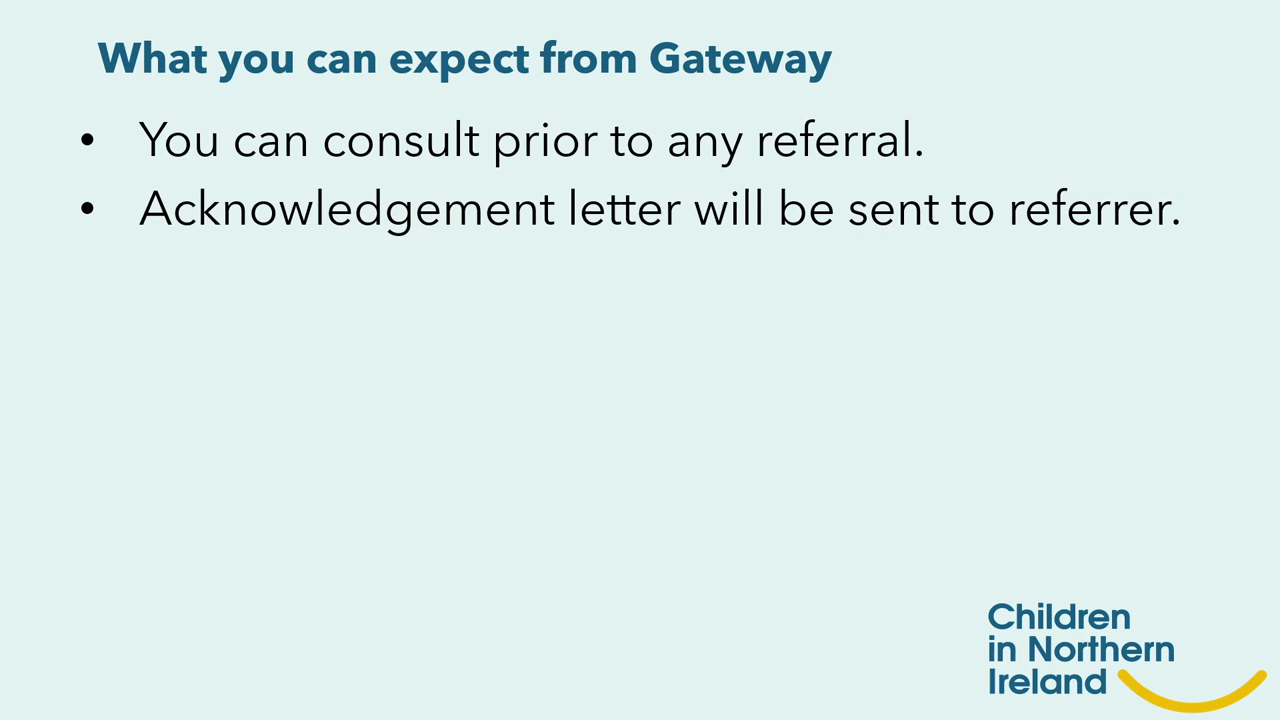 What you can expect from Gateway
• You can consult prior to any referral.
• Acknowledgement letter will be sent to referrer.
Children
in Northern
Ireland